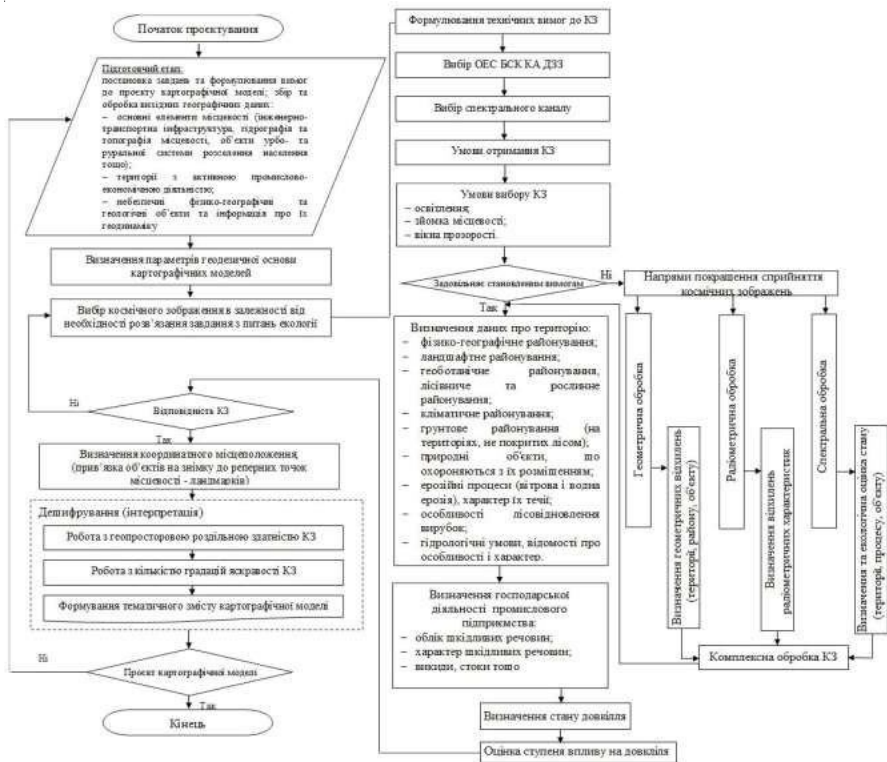 Початок проєктування
Підготовчий етап:
постановка завдань та формулювання вимог
до проєкту картографічної моделі; збір та
обробка вихідних географічних даних:
– основні елементи місцевості (інженерно-
транспортна інфраструктура, гідрографія та
топографія місцевості, об'єкти урбо- та
руральної системи розселення населення
тощо);
– території з активною промислово-
економічною діяльністю;
– небезпечні фізико-географічні та
геологічні об'єкти та інформація про їх
геодинаміку
Визначення параметрів геодезичної основи
картографічних моделей
Вибір космічного зображення в залежності від
необхідності розв'язання завдання з питань екології
Ні
Відповідність КЗ
Так
Визначення координатного місцеположення,
(прив'язка об'єктів на знімку до реперних точок
місцевості - ландмарків)
Дешифрування (інтерпретація)
Робота з геопросторовою роздільною здатністю КЗ
Робота з кількістю градацій яскравості КЗ
Формування тематичного змісту картографічної моделі
Ні
Проєкт картографічної моделі
Так
Кінець
Формулювання технічних вимог до КЗ
Вибір ОЕС БСК КА ДЗЗ
Вибір спектрального каналу
Умови отримання КЗ
Умови вибору КЗ
– освітлення;
– зйомка місцевості;
– вікна прозорості.
Задовільняє становленим вимогам
Ні
Так
Визначення даних про територію:
– фізико-географічне районування;
– ландшафтне районування;
– геоботанічне районування,
лісівниче та рослинне
районування;
– кліматичне районування;
– ґрунтове районування (на
територіях, не покритих лісом);
– природні об'єкти, що
охороняються з їх розміщенням;
– ерозійні процеси (вітрова і водна
ерозія), характер їх течії;
– особливості лісовідновлення
вирубок;
– гідрологічні умови, відомості про
особливості і характер.
Визначення господарської
діяльності промислового
підприємства:
– облік шкідливих речовин;
– характер шкідливих речовин;
– викиди, стоки тощо
Визначення стану довкілля
Оцінка ступеня впливу на довкілля
Напрями покращення сприйняття
космічних зображень
Геометрична обробка
Визначення геометричних відхилень
(території, району, об'єкту)
Радіометрична обробка
Визначення відхилень
радіометричних характеристик
Спектральна обробка
Визначення та екологічна оцінка стану
(території, процесу, об'єкту)
Комплексна обробка КЗ